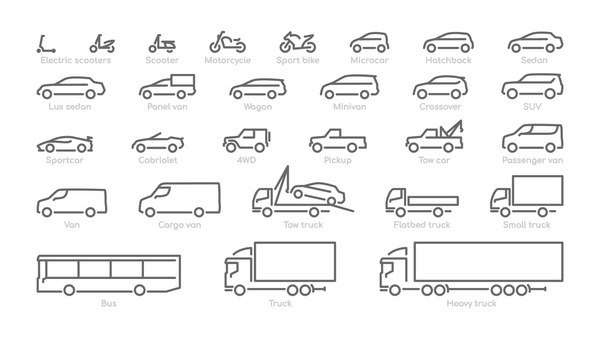 Electric scooters
Scooter
Motorcycle
Sport bike
Microcar
Hatchback
Sedan
Lux sedan
Panel van
Wagon
Minivan
Crossover
SUV
Sportcar
Cabriolet
4WD
Pickup
Tow car
Passenger van
Van
Cargo van
Tow truck
Flatbed truck
Small truck
Bus
Truck
Heavy truck